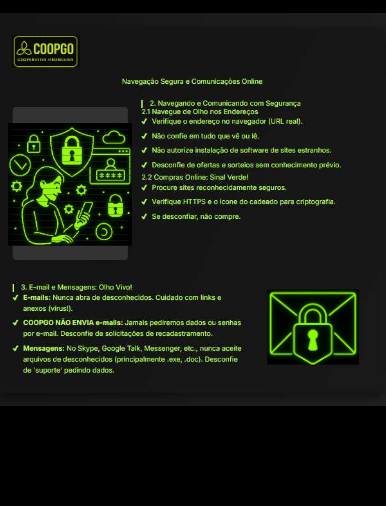 COOPGO
COOPERATIVA FINANCEIRA
Navegação Segura e Comunicações Online
2. Navegando e Comunicando com Segurança
2.1 Navegue de Olho nos Endereços
✔ Verifique o endereço no navegador (URL real).
✔ Não confie em tudo que vê ou lê.
✔ Não autorize instalação de software de sites estranhos.
✔ Desconfie de ofertas e sorteios sem conhecimento prévio.
2.2 Compras Online: Sinal Verde!
✔ Procure sites reconhecidamente seguros.
✔ Verifique HTTPS e o ícone do cadeado para criptografia.
✔ Se desconfiar, não compre.
****
3. E-mail e Mensagens: Olho Vivo!
✔ E-mails: Nunca abra de desconhecidos. Cuidado com links e
anexos (vírus!).
✔ COOPGO NÃO ENVIA e-mails: Jamais pediremos dados ou senhas
por e-mail. Desconfie de solicitações de recadastramento.
✔ Mensagens: No Skype, Google Talk, Messenger, etc., nunca aceite
arquivos de desconhecidos (principalmente .exe, .doc). Desconfie
de 'suporte' pedindo dados.